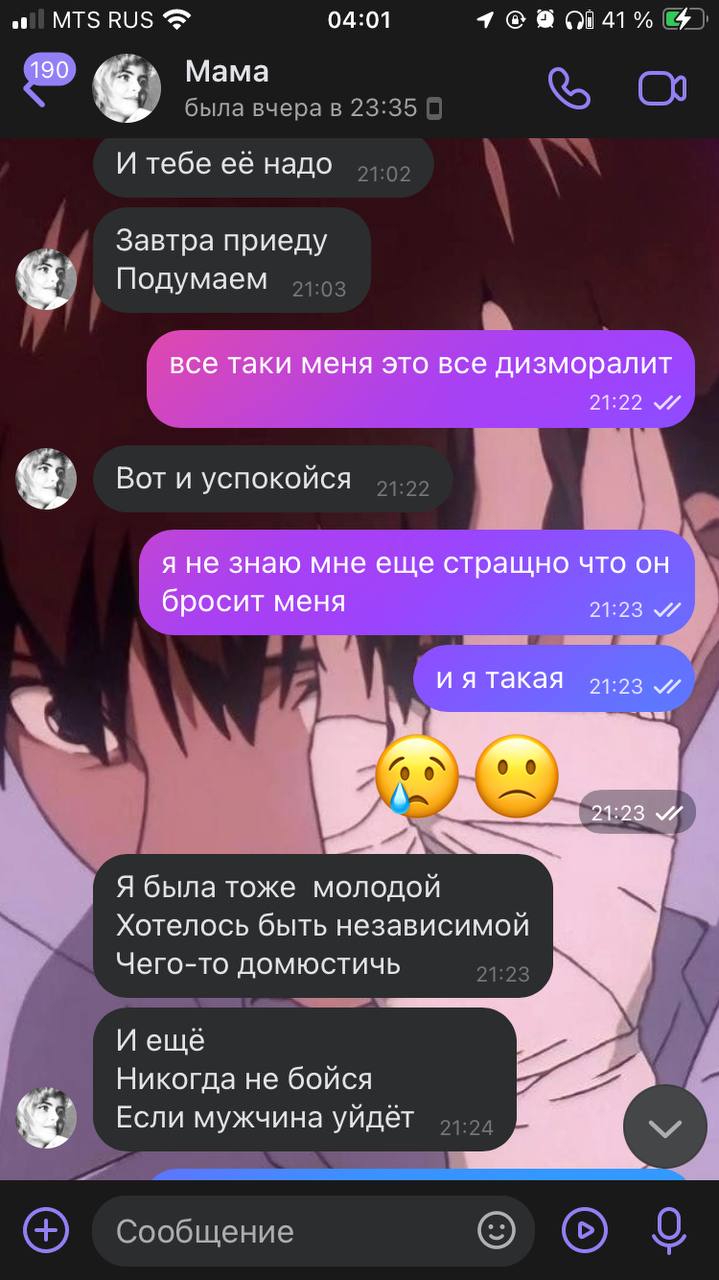 MTS RUS 04:01 41 %
190
Мама
была вчера в 23:35
И тебе её надо 21:02
Завтра приеду
Подумаем 21:03
все таки меня это все дизморалит
21:22
Вот и успокойся 21:22
я не знаю мне еще стращно что он
бросит меня 21:23
и я такая 21:23
21:23
Я была тоже молодой
Хотелось быть независимой
Чего-то домюстичь 21:23
И ещё
Никогда не бойся
Если мужчина уйдёт 21:24
Сообщение